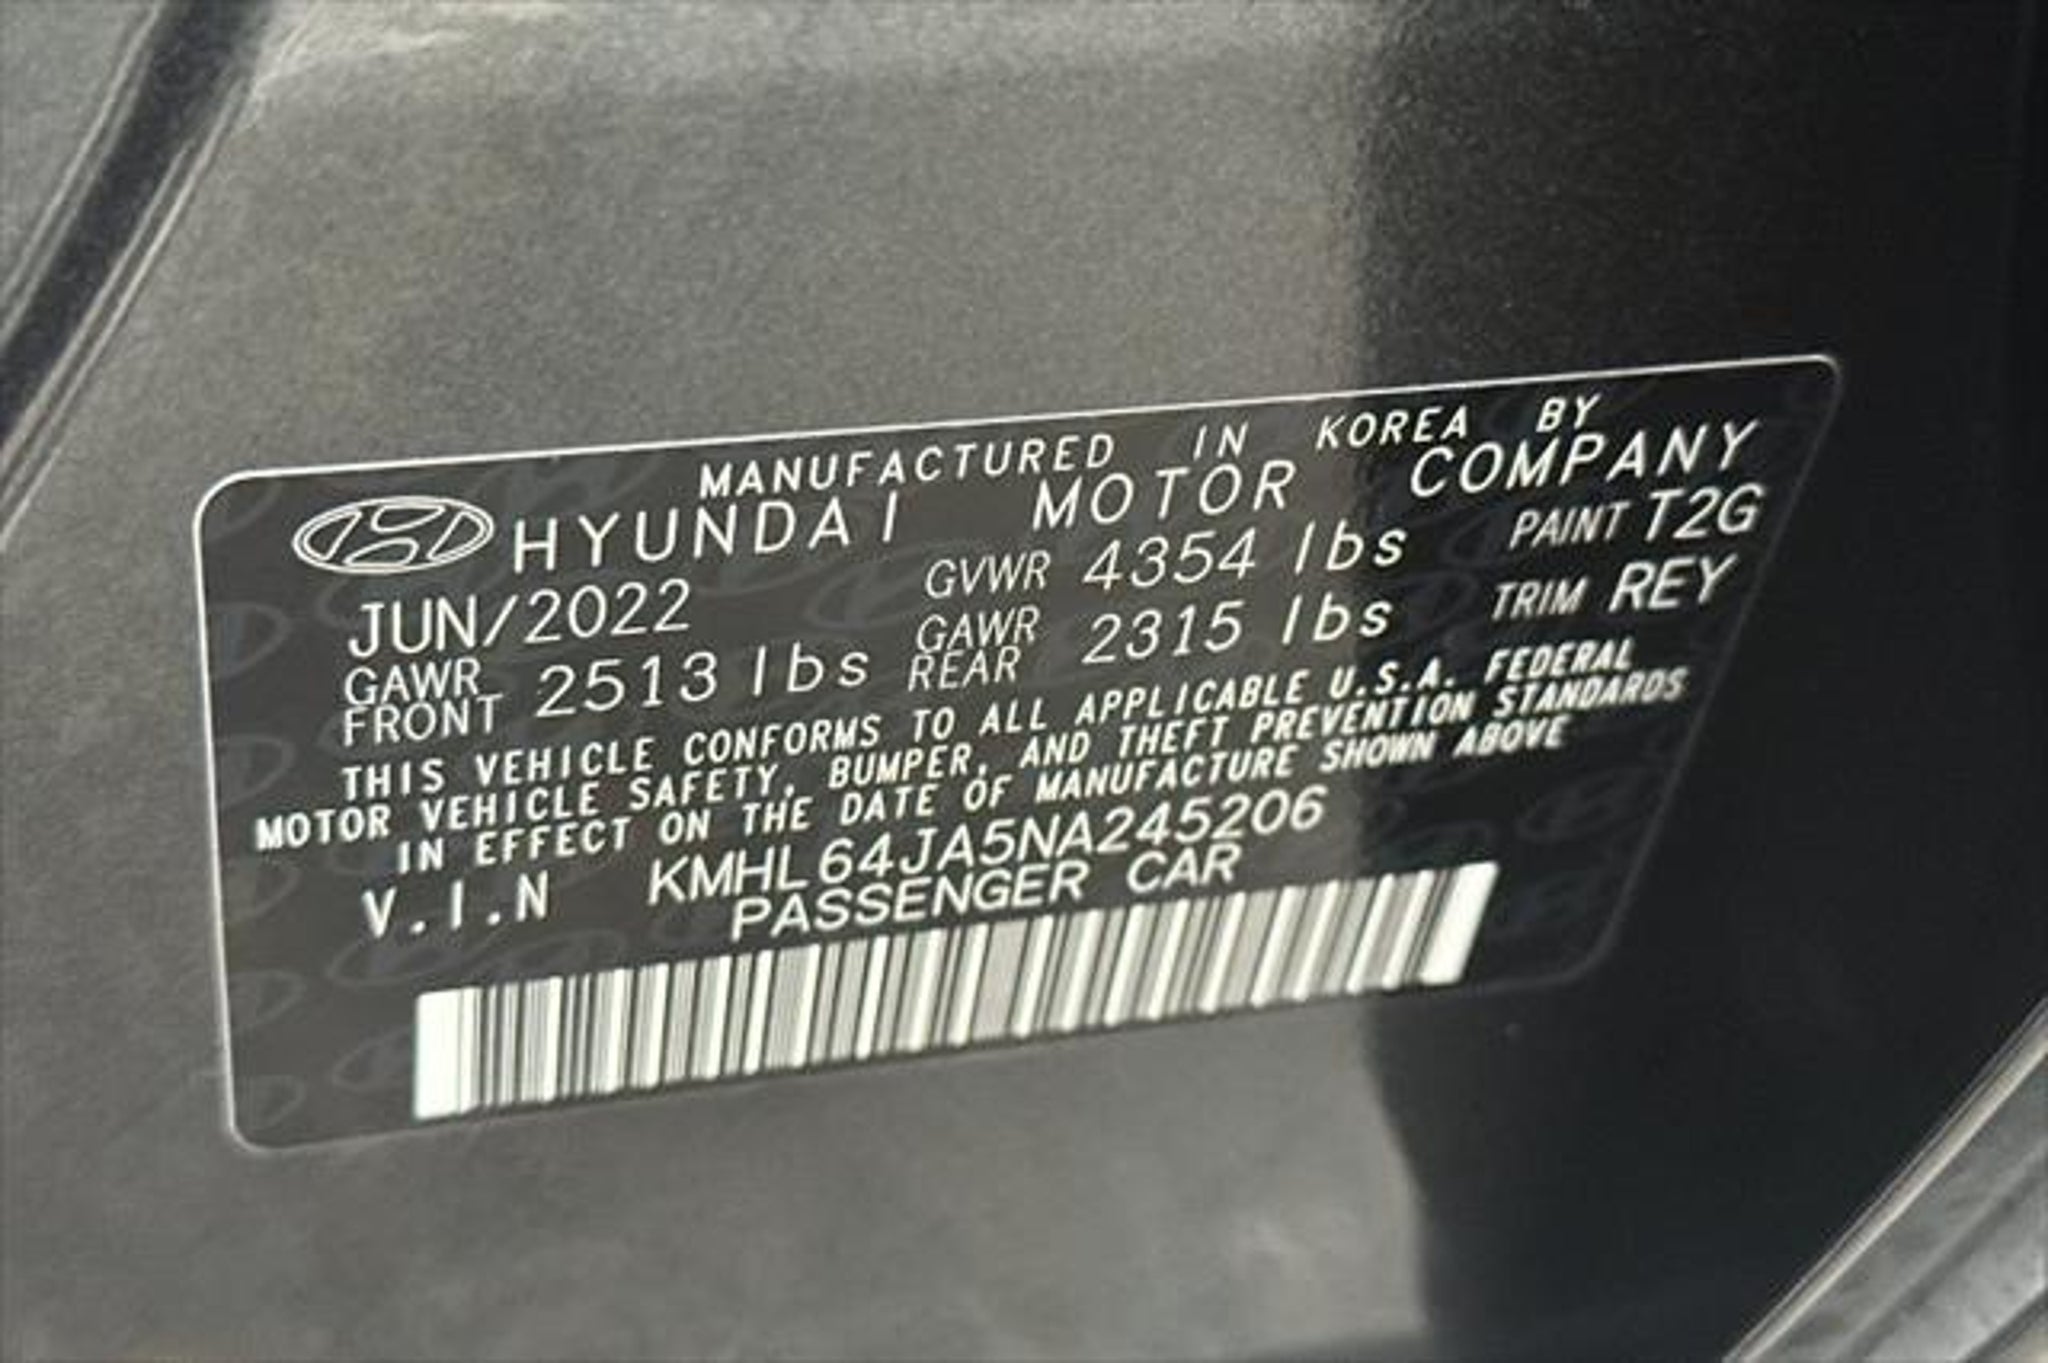 MANUFACTURED IN KOREA BY
HYUNDAI MOTOR COMPANY
JUN/2022 GVWR 4354 lbs PAINT T2G
GAWR FRONT 2513 lbs GAWR REAR 2315 lbs TRIM REY
THIS VEHICLE CONFORMS TO ALL APPLICABLE U.S.A. FEDERAL
MOTOR VEHICLE SAFETY, BUMPER, AND THEFT PREVENTION STANDARDS
IN EFFECT ON THE DATE OF MANUFACTURE SHOWN ABOVE
V.I.N KMHL64JA5NA245206
PASSENGER CAR